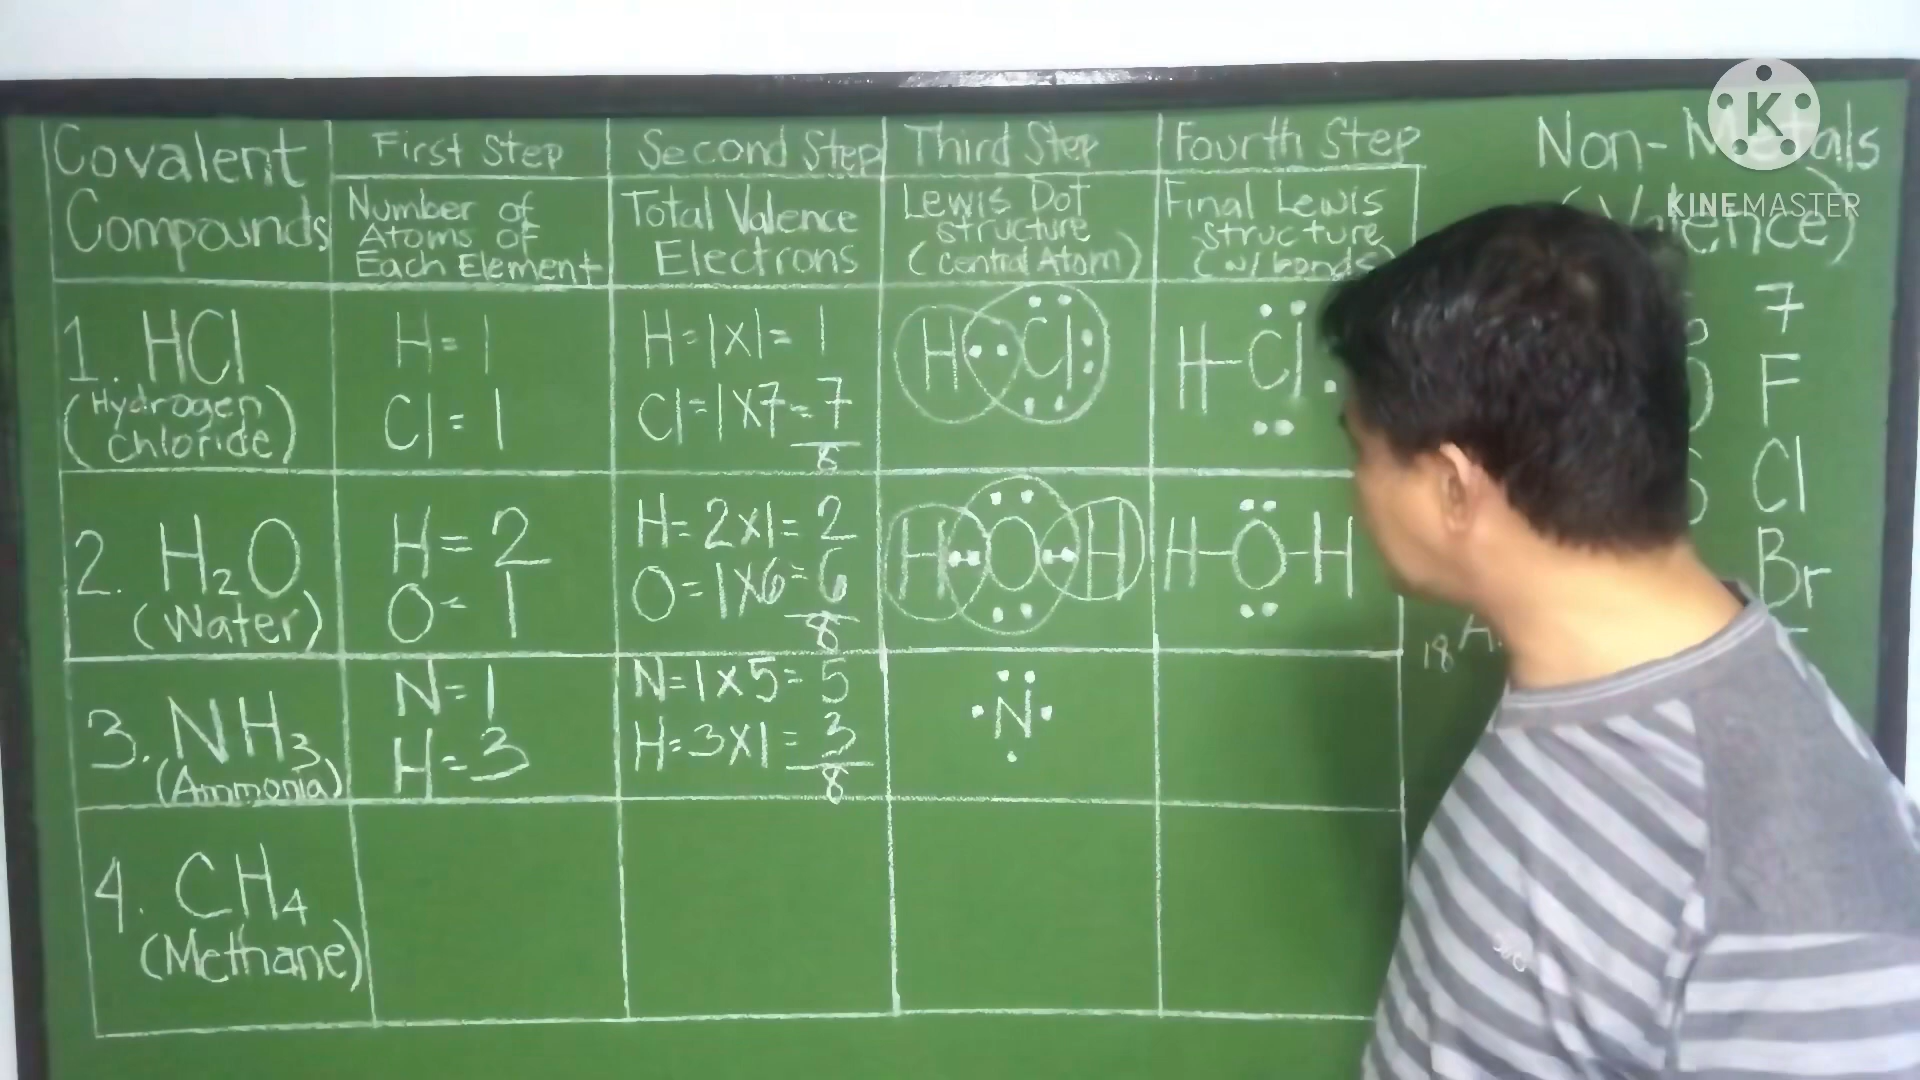 Covalent
Compounds
First Step
Second Step
Third Step
Fourth Step
Number of
Atoms of
Each Element
Total Valence
Electrons
Lewis Dot
structure
(Central Atom)
Final Lewis
structure
(w/ bonds
1. HCl
(Hydrogen
Chloride)
H = 1
Cl = 1
H = 1x1 = 1
Cl = 1x7 = 7
8
H Cl
H-Cl
2. H₂O
(Water)
H = 2
O = 1
H = 2x1 = 2
O = 1x6 = 6
8
H O H
H-O-H
3. NH₃
(Ammonia)
N = 1
H = 3
N = 1x5 = 5
H = 3x1 = 3
8
N
4. CH₄
(Methane)
Non-Metals
(Valence)
7
F
Cl
Br
18
K
KINEMASTER